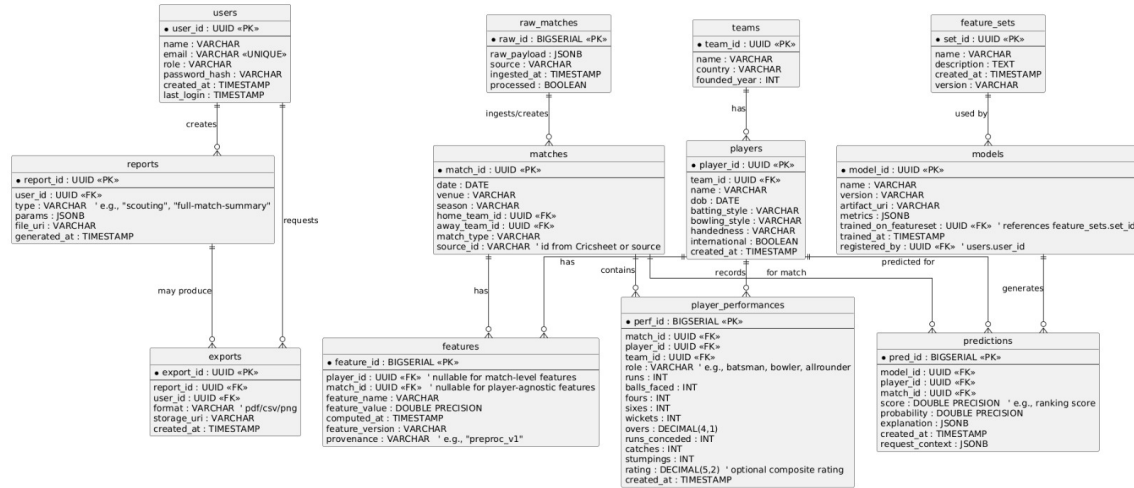 users
user_id : UUID «PK»
name : VARCHAR
email : VARCHAR «UNIQUE»
role : VARCHAR
password_hash : VARCHAR
created_at : TIMESTAMP
last_login : TIMESTAMP
raw_matches
raw_id : BIGSERIAL «PK»
raw_payload : JSONB
source : VARCHAR
ingested_at : TIMESTAMP
processed : BOOLEAN
teams
team_id : UUID «PK»
name : VARCHAR
country : VARCHAR
founded_year : INT
feature_sets
set_id : UUID «PK»
name : VARCHAR
description : TEXT
created_at : TIMESTAMP
version : VARCHAR
creates
ingests/creates
has
used by
reports
report_id : UUID «PK»
user_id : UUID «FK»
type : VARCHAR ' e.g., "scouting", "full-match-summary"
params : JSONB
file_uri : VARCHAR
generated_at : TIMESTAMP
requests
matches
match_id : UUID «PK»
date : DATE
venue : VARCHAR
season : VARCHAR
home_team_id : UUID «FK»
away_team_id : UUID «FK»
match_type : VARCHAR
source_id : VARCHAR ' id from Cricsheet or source
players
player_id : UUID «PK»
team_id : UUID «FK»
name : VARCHAR
dob : DATE
batting_style : VARCHAR
bowling_style : VARCHAR
handedness : VARCHAR
international : BOOLEAN
created_at : TIMESTAMP
models
model_id : UUID «PK»
name : VARCHAR
version : VARCHAR
artifact_uri : VARCHAR
metrics : JSONB
trained_on_featureset : UUID «FK» ' references feature_sets.set_id
trained_at : TIMESTAMP
registered_by : UUID «FK» ' users.user_id
may produce
has
has
contains
records
for match
predicted for
generates
exports
export_id : UUID «PK»
report_id : UUID «FK»
user_id : UUID «FK»
format : VARCHAR ' pdf/csv/png
storage_uri : VARCHAR
created_at : TIMESTAMP
features
feature_id : BIGSERIAL «PK»
player_id : UUID «FK» ' nullable for match-level features
match_id : UUID «FK» ' nullable for player-agnostic features
feature_name : VARCHAR
feature_value : DOUBLE PRECISION
computed_at : TIMESTAMP
feature_version : VARCHAR
provenance : VARCHAR ' e.g., "preproc_v1"
player_performances
perf_id : BIGSERIAL «PK»
match_id : UUID «FK»
player_id : UUID «FK»
team_id : UUID «FK»
role : VARCHAR ' e.g., batsman, bowler, allrounder
runs : INT
balls_faced : INT
fours : INT
sixes : INT
wickets : INT
overs : DECIMAL(4,1)
runs_conceded : INT
catches : INT
stumpings : INT
rating : DECIMAL(5,2) ' optional composite rating
created_at : TIMESTAMP
predictions
pred_id : BIGSERIAL «PK»
model_id : UUID «FK»
player_id : UUID «FK»
match_id : UUID «FK»
score : DOUBLE PRECISION ' e.g., ranking score
probability : DOUBLE PRECISION
explanation : JSONB
created_at : TIMESTAMP
request_context : JSONB